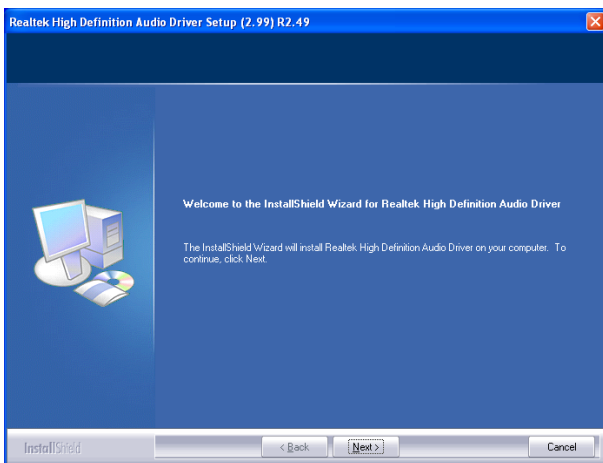 Realtek High Definition Audio Driver Setup (2.99) R2.49
Welcome to the InstallShield Wizard for Realtek High Definition Audio Driver
The InstallShield Wizard will install Realtek High Definition Audio Driver on your computer. To
continue, click Next.
InstallShield
< Back
Next >
Cancel